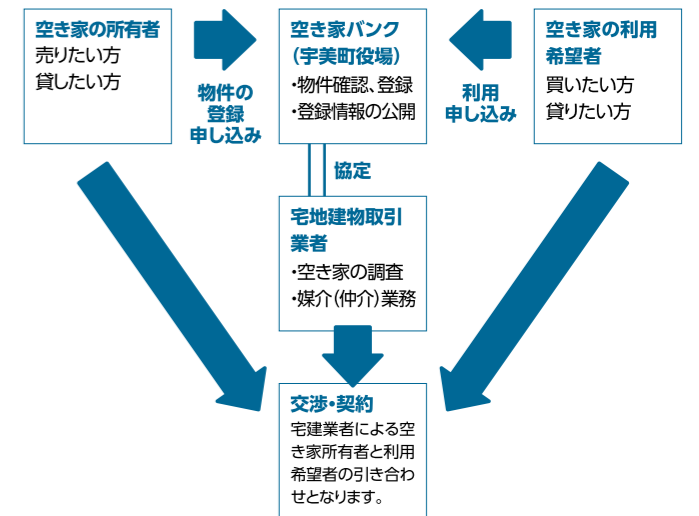 空き家の所有者
売りたい方
貸したい方
物件の
登録
申し込み
空き家バンク
(宇美町役場)
・物件確認、登録
・登録情報の公開
利用
申し込み
空き家の利用
希望者
買いたい方
貸りたい方
協定
宅地建物取引
業者
・空き家の調査
・媒介(仲介)業務
交渉・契約
宅建業者による空
き家所有者と利用
希望者の引き合わ
せとなります。